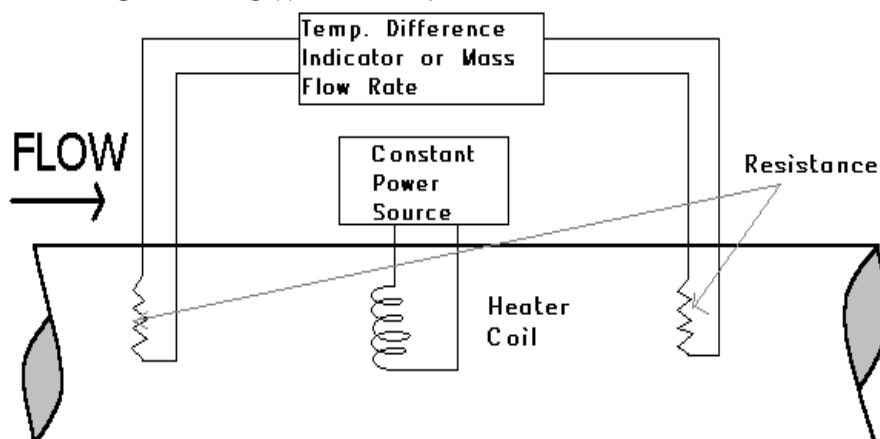 Temp. Difference
Indicator or Mass
Flow Rate
FLOW
Constant
Power
Source
Resistance
Heater
Coil